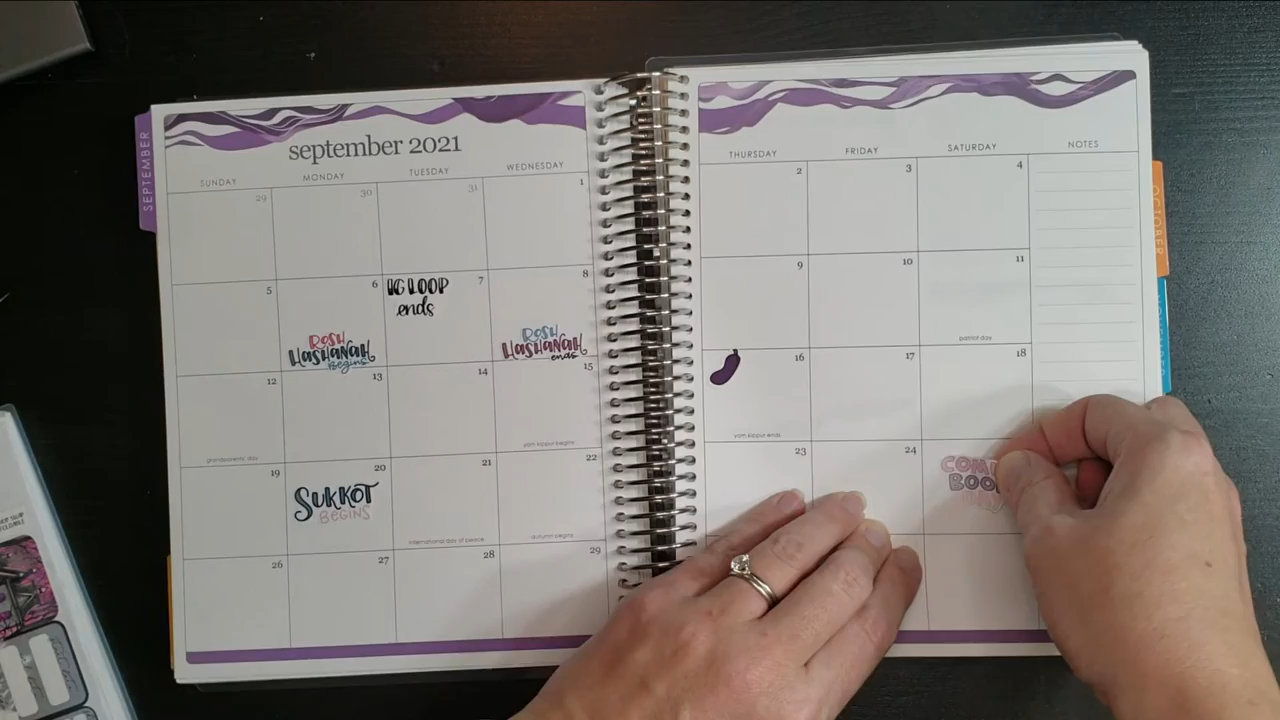 SEPTEMBER
september 2021
SUNDAY MONDAY TUESDAY WEDNESDAY
THURSDAY FRIDAY SATURDAY NOTES
29 30 31 1
2 3 4
5 6 7 8
IG LOOP
ends
ROSH
HASHANAH
begins
ROSH
HASHANAH
ends
9 10 11
patriot day
12 13 14 15
grandparents' day
yom kippur begins
16 17 18
yom kippur ends
19 20 21 22
SUKKOT
BEGINS
international day of peace
autumn begins
23 24
BOO
26 27 28 29
OCTOBER